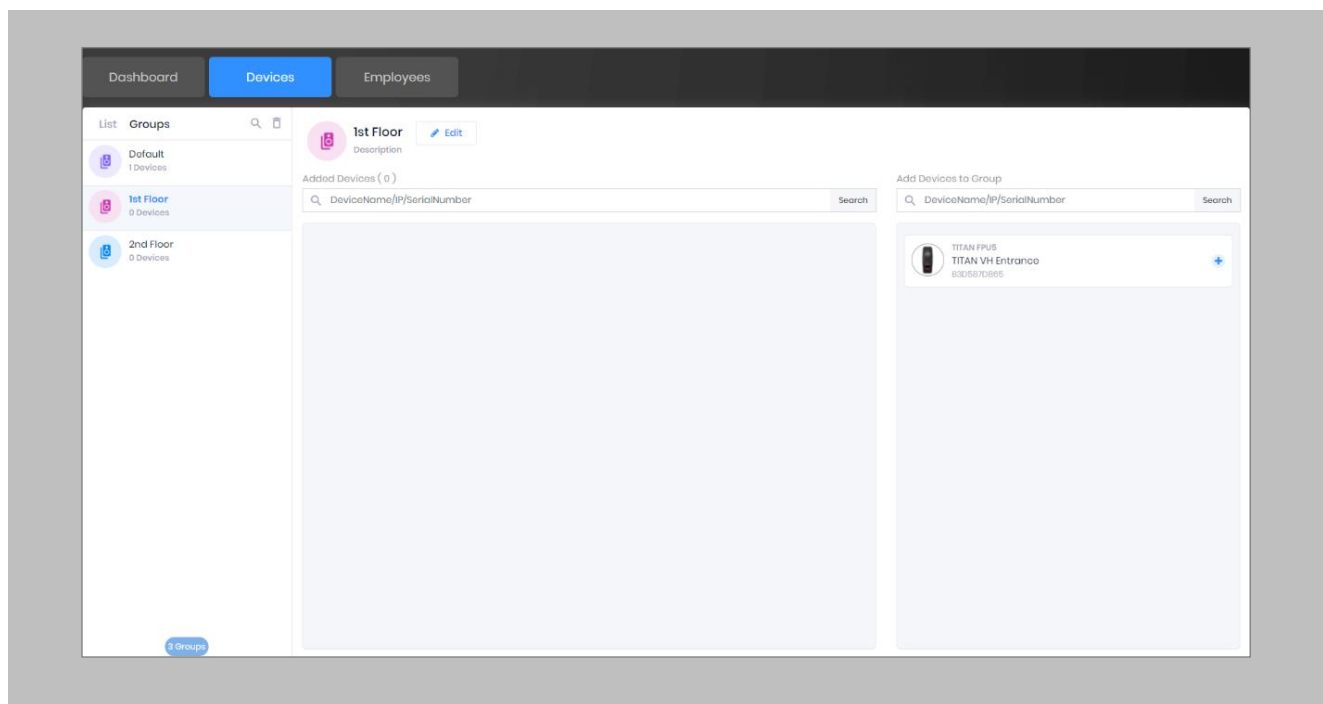 Dashboard
Devices
Employees
List Groups
Default
1 Devices
1st Floor
0 Devices
2nd Floor
0 Devices
3 Groups
1st Floor
Edit
Description
Added Devices ( 0 )
DeviceName/IP/SerialNumber
Search
Add Devices to Group
DeviceName/IP/SerialNumber
Search
TITAN FPU5
TITAN VH Entrance